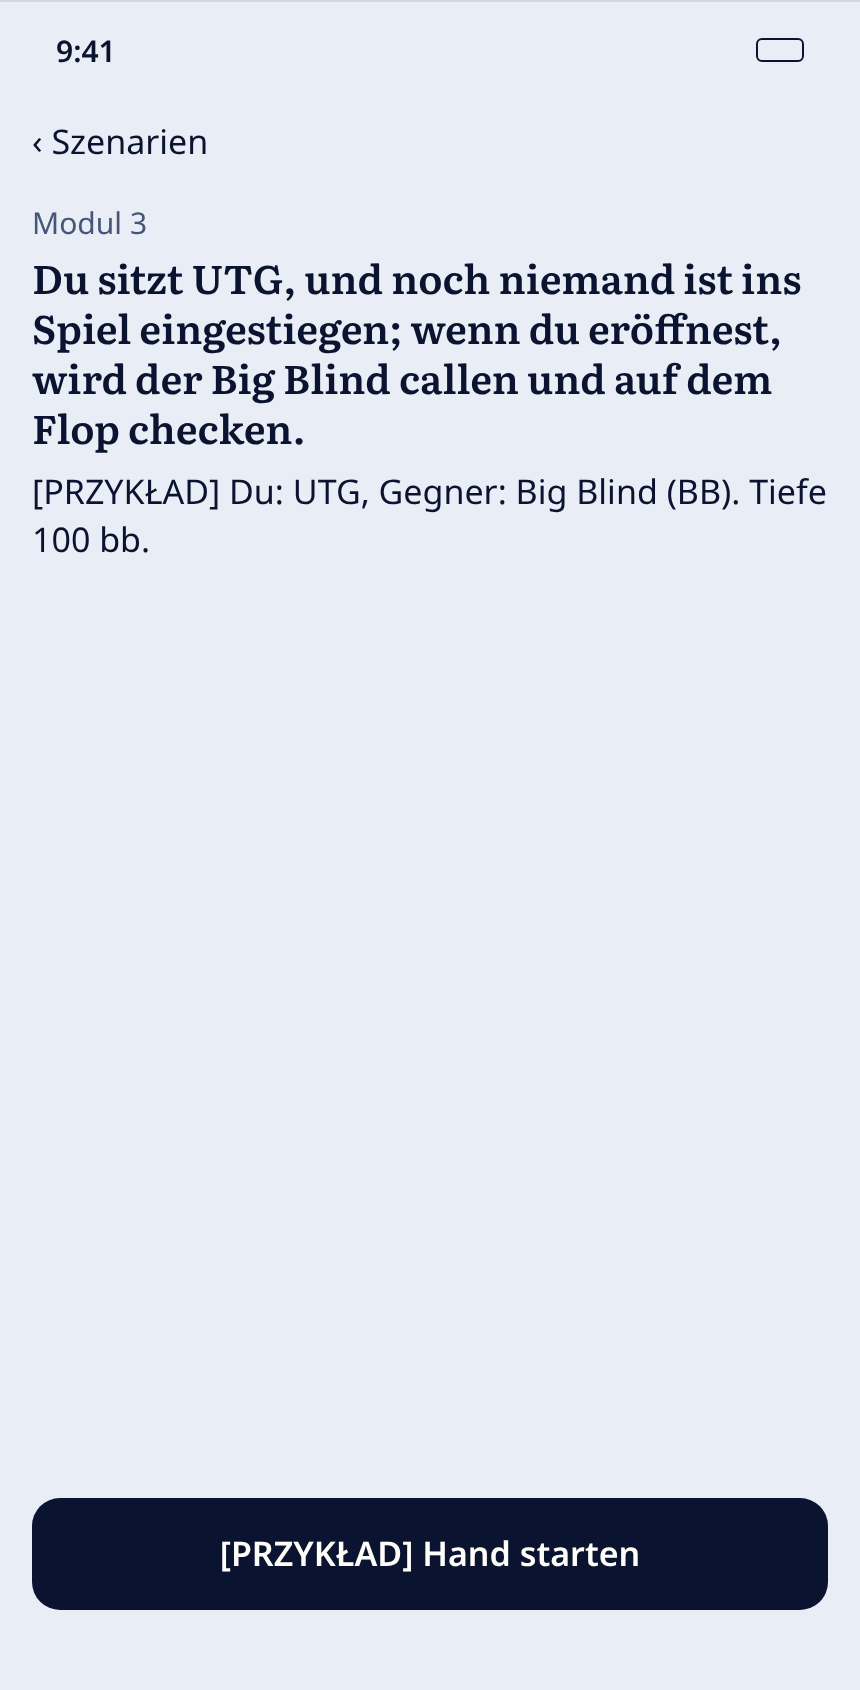 9:41
‹ Szenarien
Modul 3
Du sitzt UTG, und noch niemand ist ins
Spiel eingestiegen; wenn du eröffnest,
wird der Big Blind callen und auf dem
Flop checken.
[PRZYKŁAD] Du: UTG, Gegner: Big Blind (BB). Tiefe
100 bb.
[PRZYKŁAD] Hand starten